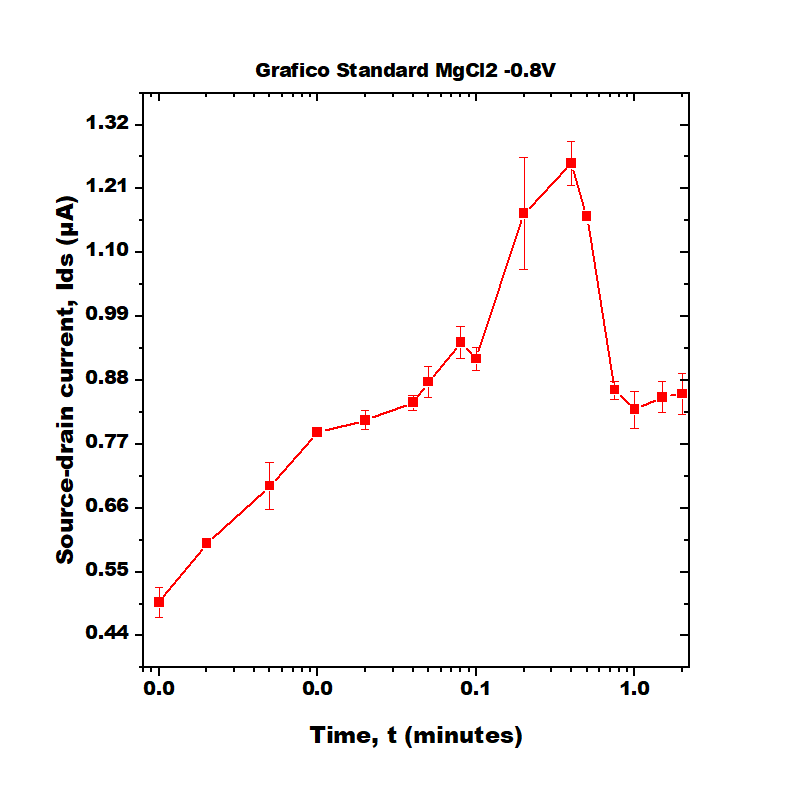 Grafico Standard MgCl2 -0.8V
1.32
1.21
1.10
0.99
0.88
0.77
0.66
0.55
0.44
Source-drain current, Ids (µA)
0.0 0.0 0.1 1.0
Time, t (minutes)